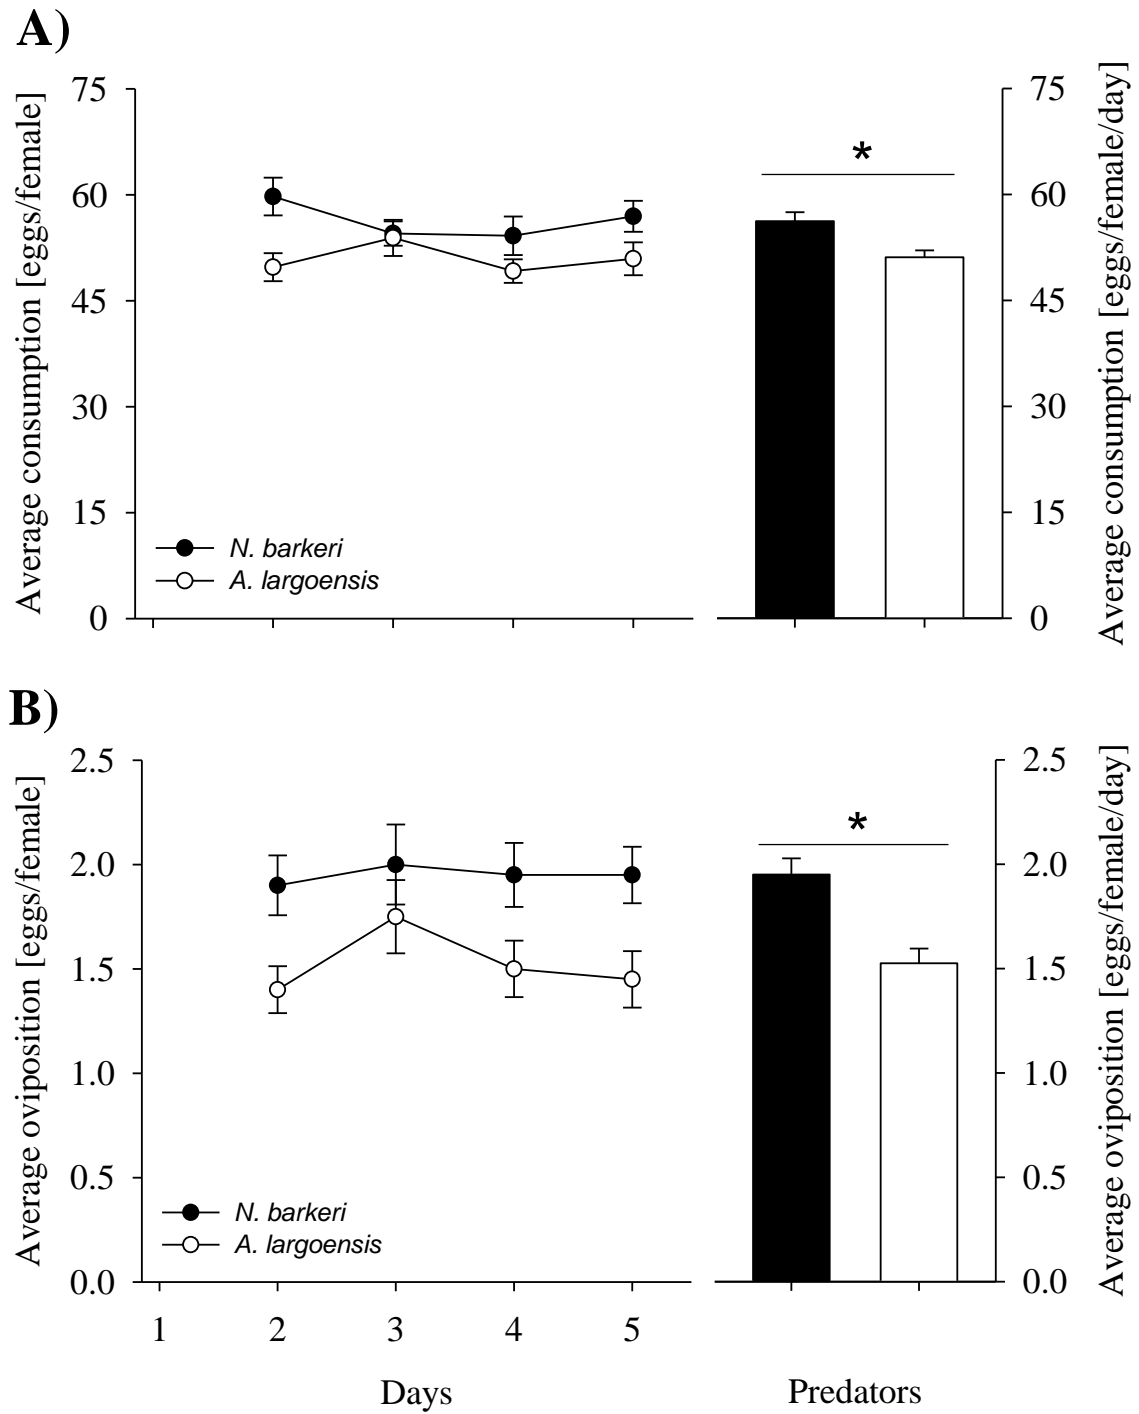 A)
Average consumption [eggs/female]
75
60
45
30
15
0
N. barkeri
A. largoensis
*
75
60
45
30
15
0
Average consumption [eggs/female/day]
B)
Average oviposition [eggs/female]
2.5
2.0
1.5
1.0
0.5
0.0
N. barkeri
A. largoensis
1 2 3 4 5
Days
*
2.5
2.0
1.5
1.0
0.5
0.0
Average oviposition [eggs/female/day]
Predators